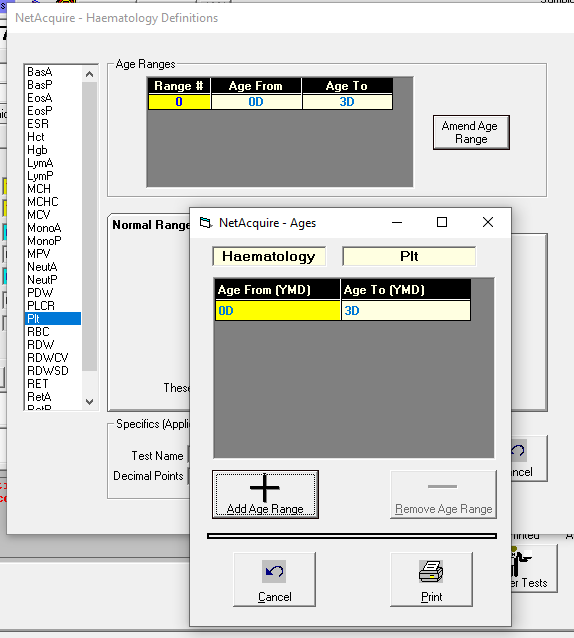 NetAcquire - Haematology Definitions
BasA
BasP
EosA
EosP
ESR
Hct
Hgb
LymA
LymP
MCH
MCHC
MCV
MonoA
MonoP
MPV
NeutA
NeutP
PDW
PLCR
Plt
RBC
RDW
RDWCV
RDWSD
RET
RetA
RetP
Age Ranges
Range # Age From Age To
0 0D 3D
Amend Age
Range
Normal Range
These
Specifics (Appli
Test Name
Decimal Points
NetAcquire - Ages
Haematology Plt
Age From (YMD) Age To (YMD)
0D 3D
Add Age Range
Remove Age Range
Cancel
Print
ncel
er Tests